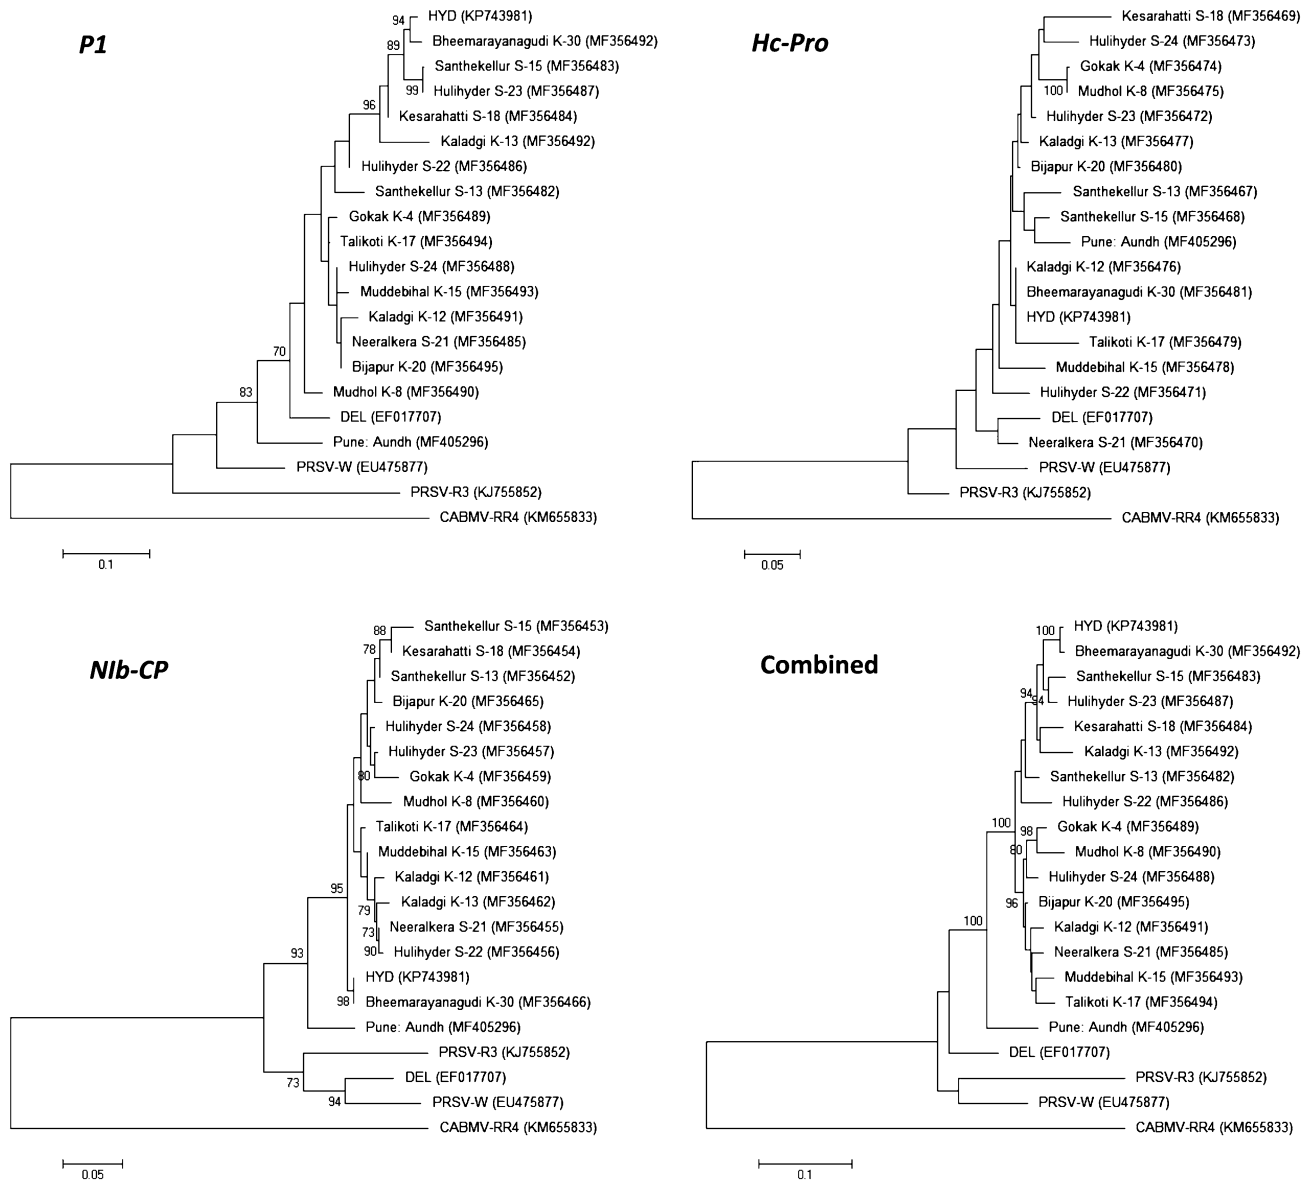 P1
94
HYD (KP743981)
Bheemarayanagudi K-30 (MF356492)
89
Santhekellur S-15 (MF356483)
99
Hulihyder S-23 (MF356487)
96
Kesarahatti S-18 (MF356484)
Kaladgi K-13 (MF356492)
Hulihyder S-22 (MF356486)
Santhekellur S-13 (MF356482)
Gokak K-4 (MF356489)
Talikoti K-17 (MF356494)
Hulihyder S-24 (MF356488)
Muddebihal K-15 (MF356493)
Kaladgi K-12 (MF356491)
Neeralkera S-21 (MF356485)
70
Bijapur K-20 (MF356495)
83
Mudhol K-8 (MF356490)
DEL (EF017707)
Pune: Aundh (MF405296)
PRSV-W (EU475877)
PRSV-R3 (KJ755852)
CABMV-RR4 (KM655833)
0.1
Hc-Pro
Kesarahatti S-18 (MF356469)
Hulihyder S-24 (MF356473)
Gokak K-4 (MF356474)
100
Mudhol K-8 (MF356475)
Hulihyder S-23 (MF356472)
Kaladgi K-13 (MF356477)
Bijapur K-20 (MF356480)
Santhekellur S-13 (MF356467)
Santhekellur S-15 (MF356468)
Pune: Aundh (MF405296)
Kaladgi K-12 (MF356476)
Bheemarayanagudi K-30 (MF356481)
HYD (KP743981)
Talikoti K-17 (MF356479)
Muddebihal K-15 (MF356478)
Hulihyder S-22 (MF356471)
DEL (EF017707)
Neeralkera S-21 (MF356470)
PRSV-W (EU475877)
PRSV-R3 (KJ755852)
CABMV-RR4 (KM655833)
0.05
NIb-CP
88
Santhekellur S-15 (MF356453)
78
Kesarahatti S-18 (MF356454)
Santhekellur S-13 (MF356452)
Bijapur K-20 (MF356465)
Hulihyder S-24 (MF356458)
Hulihyder S-23 (MF356457)
80
Gokak K-4 (MF356459)
Mudhol K-8 (MF356460)
Talikoti K-17 (MF356464)
Muddebihal K-15 (MF356463)
Kaladgi K-12 (MF356461)
95
Kaladgi K-13 (MF356462)
79
Neeralkera S-21 (MF356455)
73
90
Hulihyder S-22 (MF356456)
93
HYD (KP743981)
98
Bheemarayanagudi K-30 (MF356466)
Pune: Aundh (MF405296)
PRSV-R3 (KJ755852)
73
DEL (EF017707)
94
PRSV-W (EU475877)
CABMV-RR4 (KM655833)
0.05
Combined
100
HYD (KP743981)
Bheemarayanagudi K-30 (MF356492)
Santhekellur S-15 (MF356483)
94
94
Hulihyder S-23 (MF356487)
Kesarahatti S-18 (MF356484)
Kaladgi K-13 (MF356492)
Santhekellur S-13 (MF356482)
Hulihyder S-22 (MF356486)
100
98
Gokak K-4 (MF356489)
80
Mudhol K-8 (MF356490)
Hulihyder S-24 (MF356488)
96
Bijapur K-20 (MF356495)
100
Kaladgi K-12 (MF356491)
Neeralkera S-21 (MF356485)
Muddebihal K-15 (MF356493)
Talikoti K-17 (MF356494)
Pune: Aundh (MF405296)
DEL (EF017707)
PRSV-R3 (KJ755852)
PRSV-W (EU475877)
CABMV-RR4 (KM655833)
0.1